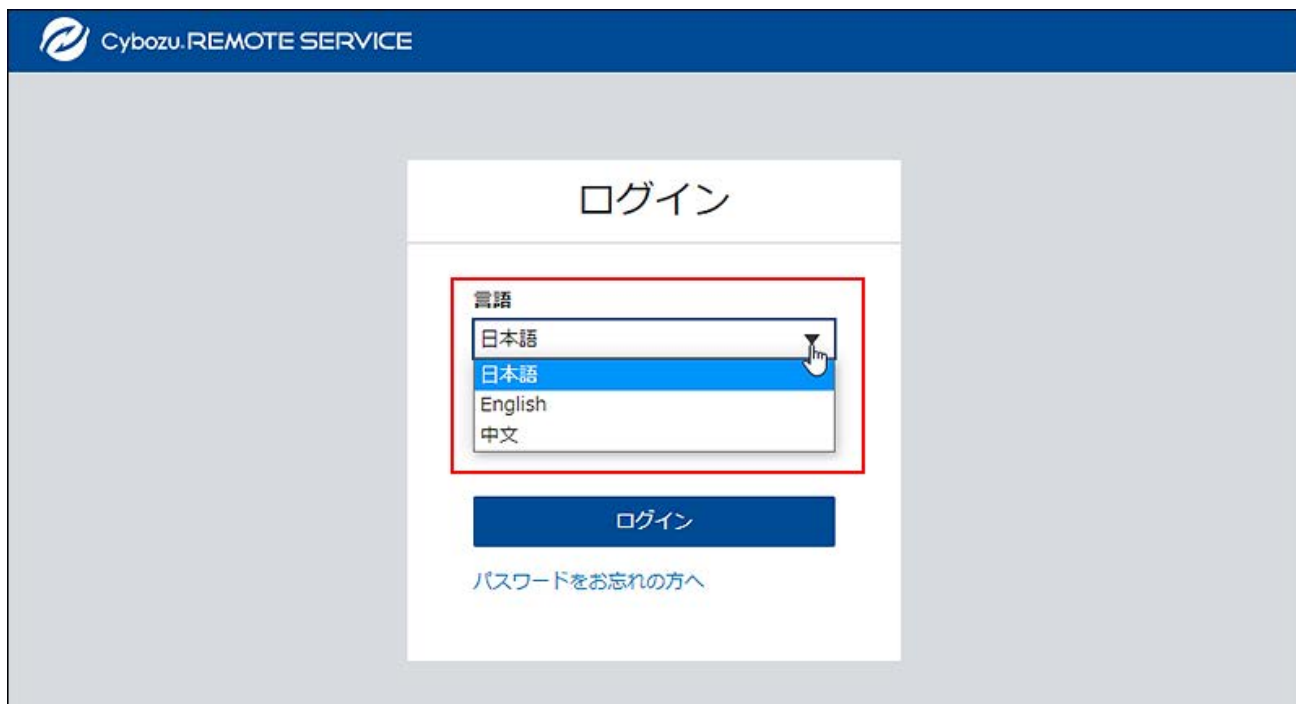 Cybozu.REMOTE SERVICE
ログイン
言語
日本語
日本語
English
中文
ログイン
パスワードをお忘れの方へ